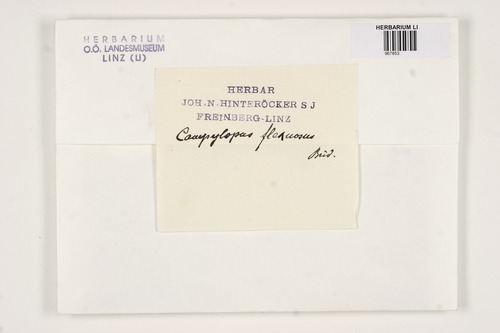 HERBARIUM
O.Ö. LANDESMUSEUM
LINZ (LI)
HERBARIUM LI
HERBAR
JOH. N. HINTERÖCKER S J
FREINBERG-LINZ
Campylopus flexuosus
Brid.